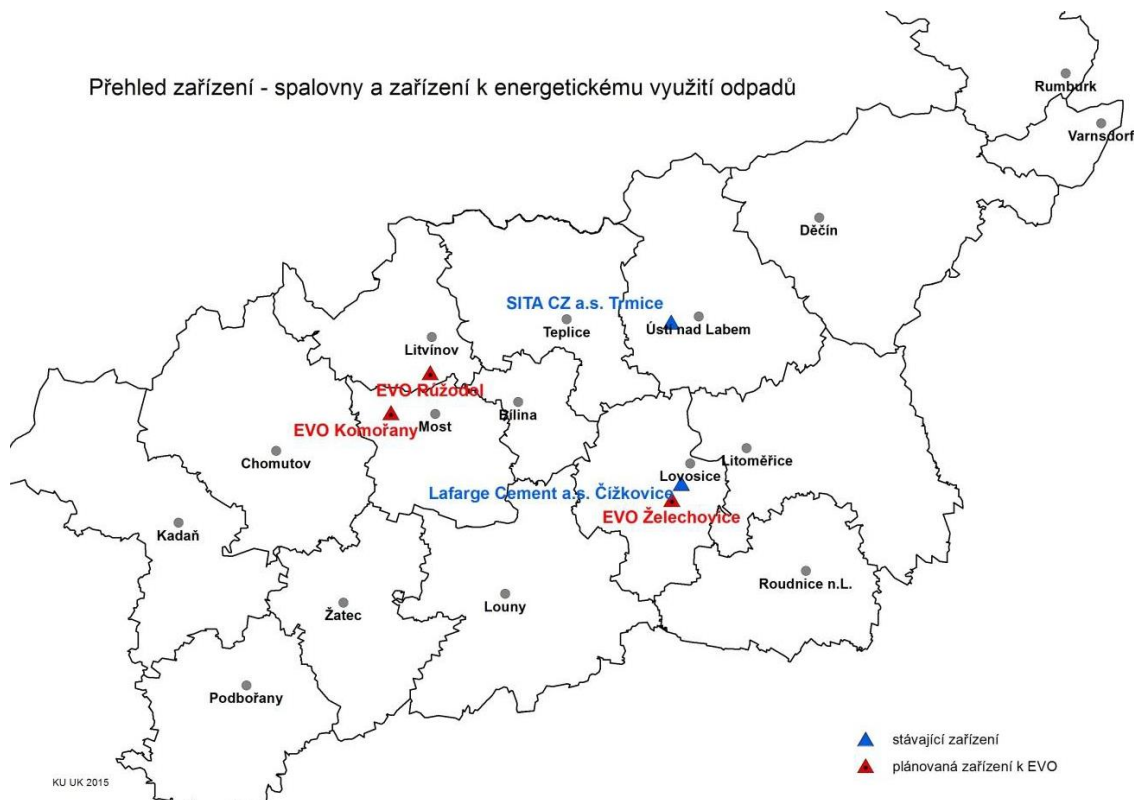 Přehled zařízení - spalovny a zařízení k energetickému využití odpadů
Rumburk
Varnsdorf
Děčín
SITA CZ a.s. Trmice
Teplice
Ústí nad Labem
Litvínov
EVO Růžodol
EVO Komořany
Most
Bílina
Chomutov
Litoměřice
Lovosice
Lafarge Cement a.s. Čížkovice
EVO Želechovice
Kadaň
Žatec
Louny
Roudnice n.L.
Podbořany
stávající zařízení
plánovaná zařízení k EVO
KU UK 2015